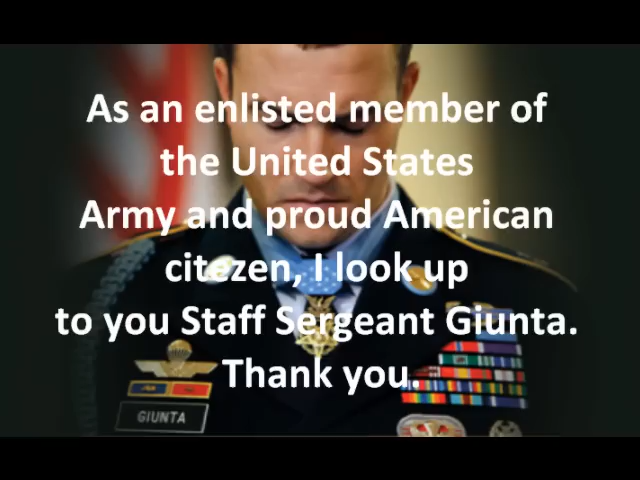 As an enlisted member of
the United States
Army and proud American
citezen, I look up
to you Staff Sergeant Giunta.
Thank you.
GIUNTA